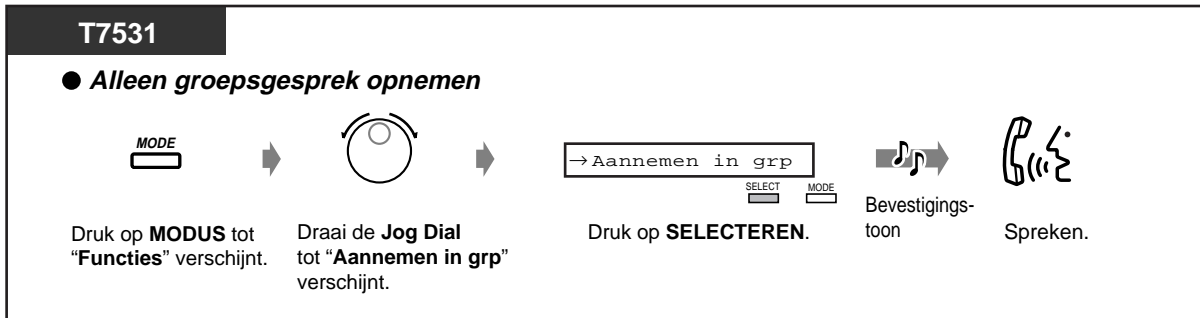 T7531
● Alleen groepsgesprek opnemen
MODE
→Aannemen in grp
SELECT MODE
Druk op MODUS tot
“Functies” verschijnt.
Draai de Jog Dial
tot “Aannemen in grp”
verschijnt.
Druk op SELECTEREN.
Bevestigings-
toon
Spreken.